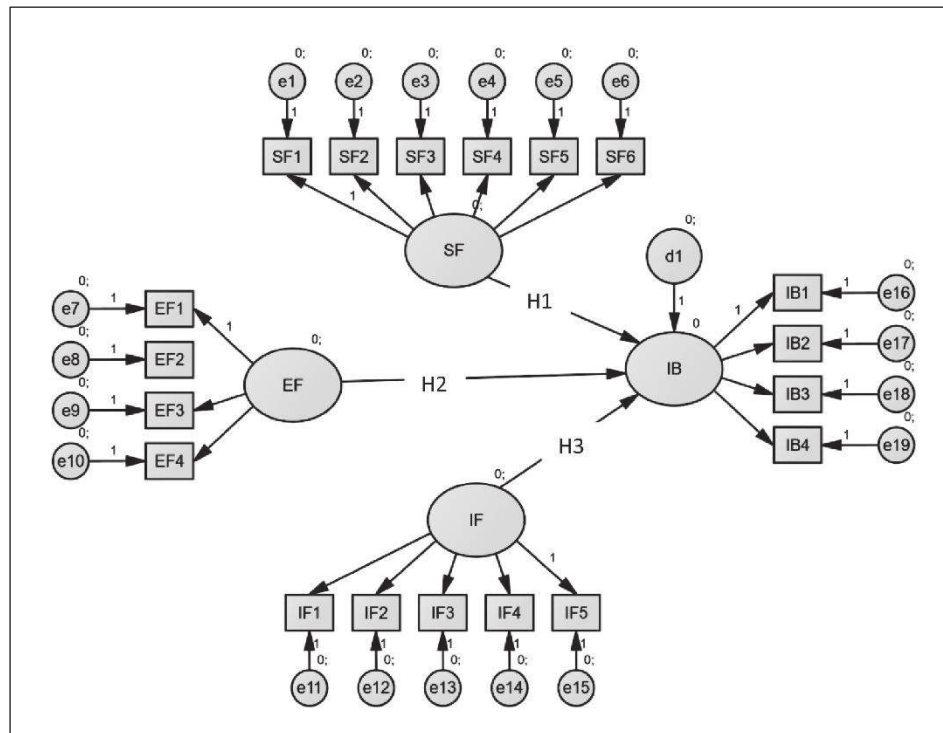 0; 0; 0; 0; 0; 0;
e1 e2 e3 e4 e5 e6
1 1 1 1 1 1
SF1 SF2 SF3 SF4 SF5 SF6
1
0;
SF
0;
d1
H1
1
0
IB
0;
1 IB1 1 e16
0;
IB2 1 e17
0;
IB3 1 e18
0;
IB4 1 e19
0;
e7 1 EF1
1
0;
e8 1 EF2
0;
e9 1 EF3
0;
e10 1 EF4
0;
EF
H2
H3
0;
IF
1
IF1 IF2 IF3 IF4 IF5
1 1 1 1 1
0; 0; 0; 0; 0;
e11 e12 e13 e14 e15